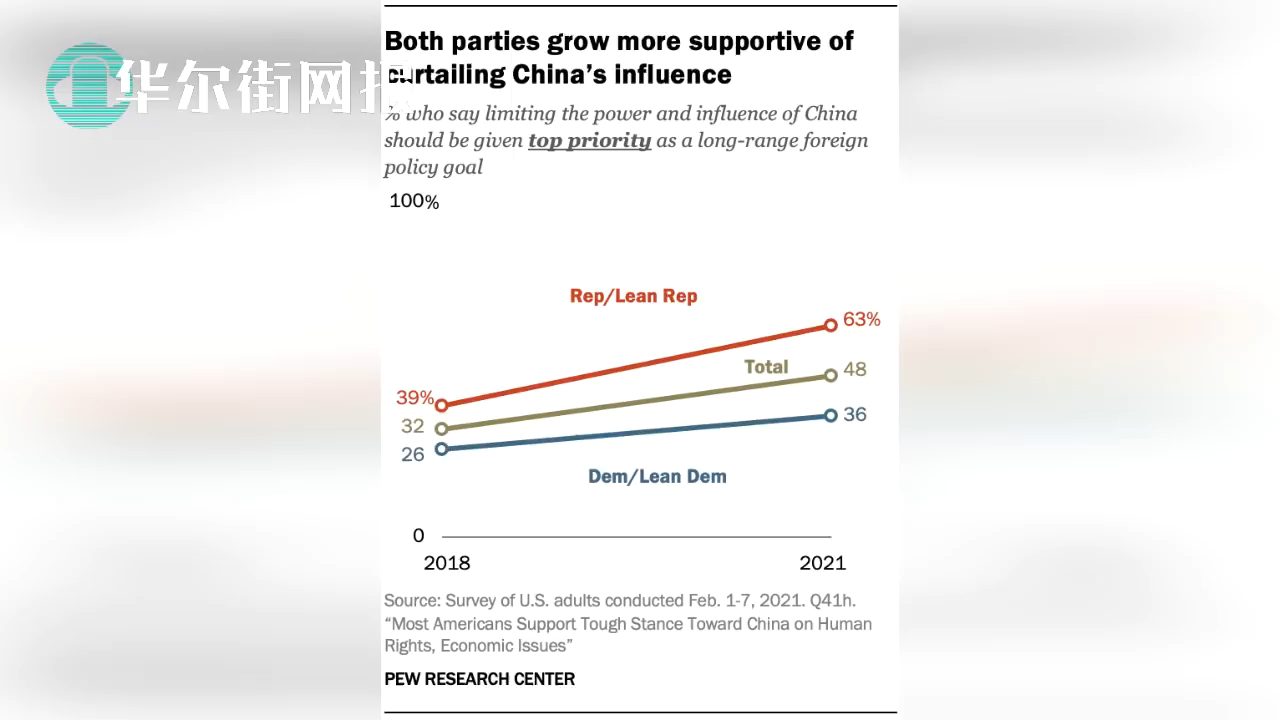 Both parties grow more supportive of
curtailing China's influence
华尔街网报
% who say limiting the power and influence of China
should be given top priority as a long-range foreign
policy goal
100%
Rep/Lean Rep
63%
Total
48
39%
32
36
26
Dem/Lean Dem
0
2018
2021
Source: Survey of U.S. adults conducted Feb. 1-7, 2021. Q41h.
“Most Americans Support Tough Stance Toward China on Human
Rights, Economic Issues”
PEW RESEARCH CENTER